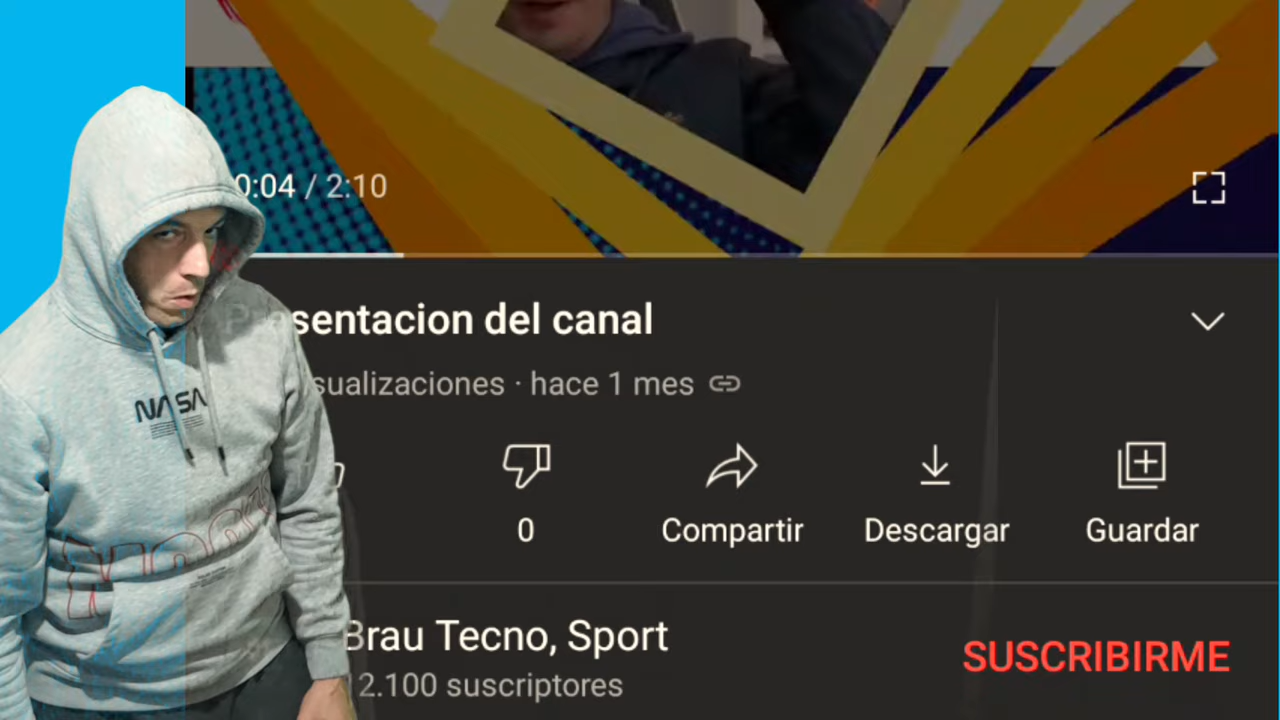 0:04 / 2:10
Presentacion del canal
sualizaciones · hace 1 mes
NASA
0
Compartir
Descargar
Guardar
Brau Tecno, Sport
2.100 suscriptores
SUSCRIBIRME